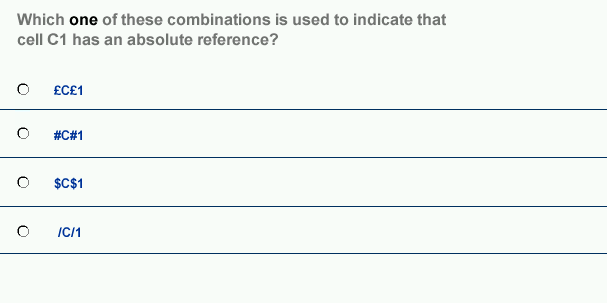 Which one of these combinations is used to indicate that
cell C1 has an absolute reference?
£C£1
#C#1
$C$1
/C/1